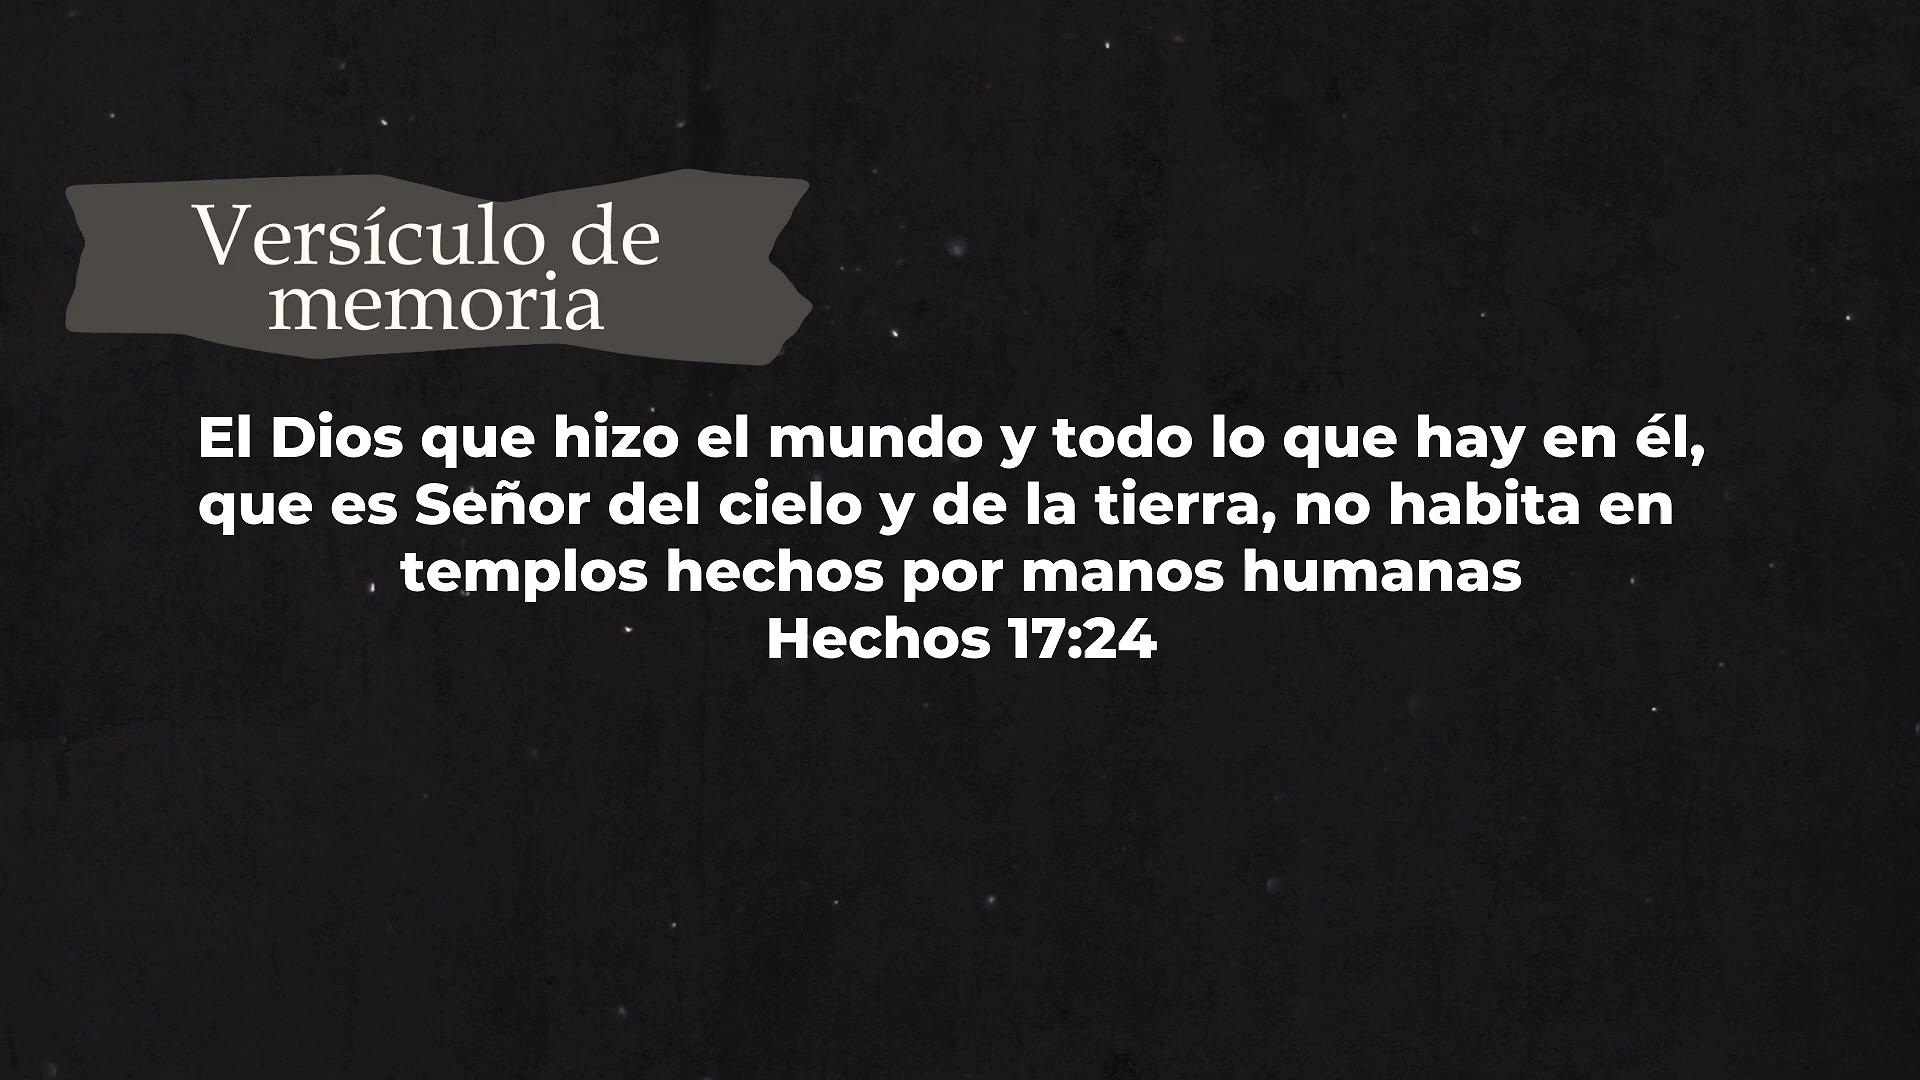 Versículo de
memoria
El Dios que hizo el mundo y todo lo que hay en él,
que es Señor del cielo y de la tierra, no habita en
templos hechos por manos humanas
Hechos 17:24